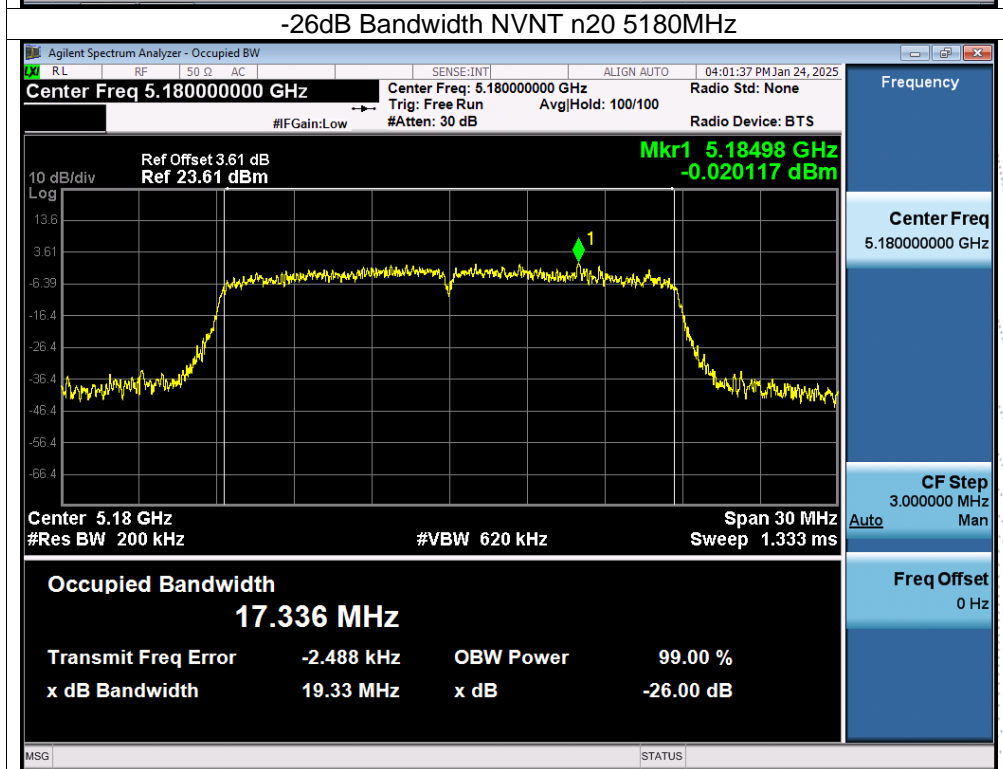 -26dB Bandwidth NVNT n20 5180MHz
Agilent Spectrum Analyzer - Occupied BW
LXI RL RF 50 Ω AC SENSE:INT ALIGN AUTO 04:01:37 PM Jan 24, 2025
Center Freq 5.180000000 GHz
Center Freq: 5.180000000 GHz Radio Std: None
Trig: Free Run Avg|Hold: 100/100
#IFGain:Low #Atten: 30 dB Radio Device: BTS
Frequency
Ref Offset 3.61 dB
10 dB/div Ref 23.61 dBm
Mkr1 5.18498 GHz
-0.020117 dBm
Log
13.6
3.61
-6.39
-16.4
-26.4
-36.4
-46.4
-56.4
-66.4
1
Center 5.18 GHz Span 30 MHz
#Res BW 200 kHz #VBW 620 kHz Sweep 1.333 ms
Center Freq
5.180000000 GHz
CF Step
3.000000 MHz
Auto Man
Freq Offset
0 Hz
Occupied Bandwidth
17.336 MHz
Transmit Freq Error -2.488 kHz OBW Power 99.00 %
x dB Bandwidth 19.33 MHz x dB -26.00 dB
MSG STATUS